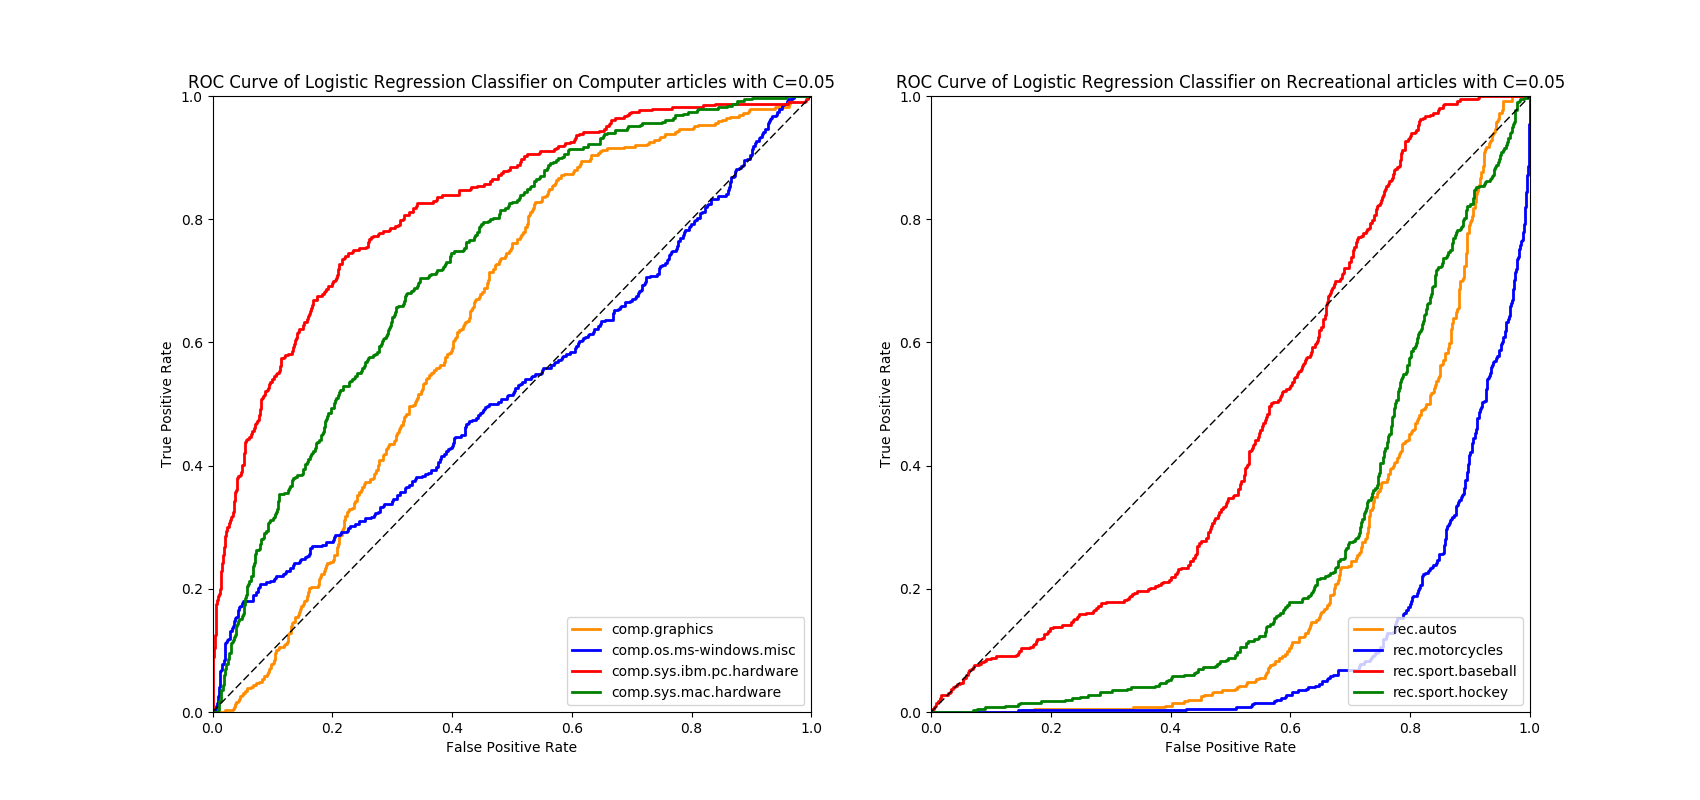 ROC Curve of Logistic Regression Classifier on Computer articles with C=0.05
True Positive Rate
1.0
0.8
0.6
0.4
0.2
0.0
0.0 0.2 0.4 0.6 0.8 1.0
False Positive Rate
comp.graphics
comp.os.ms-windows.misc
comp.sys.ibm.pc.hardware
comp.sys.mac.hardware
ROC Curve of Logistic Regression Classifier on Recreational articles with C=0.05
True Positive Rate
1.0
0.8
0.6
0.4
0.2
0.0
0.0 0.2 0.4 0.6 0.8 1.0
False Positive Rate
rec.autos
rec.motorcycles
rec.sport.baseball
rec.sport.hockey